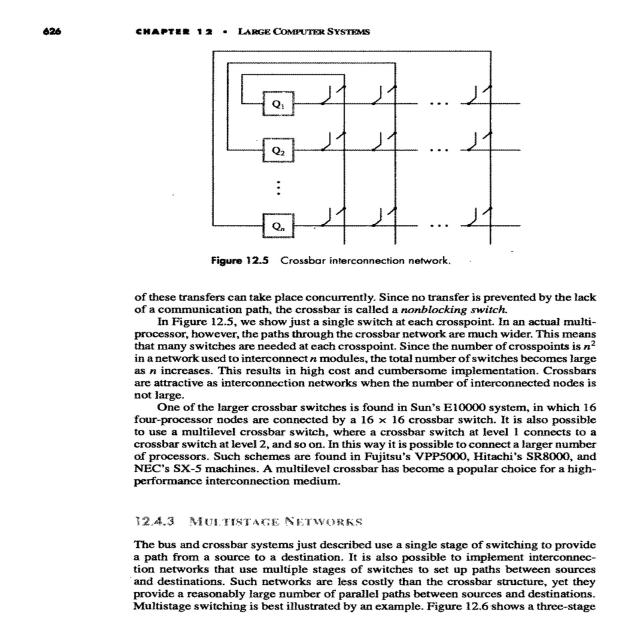 626 CHAPTER 12 • LARGE COMPUTER SYSTEMS
Q1
Q2
Qn
Figure 12.5 Crossbar interconnection network.
of these transfers can take place concurrently. Since no transfer is prevented by the lack
of a communication path, the crossbar is called a nonblocking switch.
In Figure 12.5, we show just a single switch at each crosspoint. In an actual multi-
processor, however, the paths through the crossbar network are much wider. This means
that many switches are needed at each crosspoint. Since the number of crosspoints is n²
in a network used to interconnect n modules, the total number of switches becomes large
as n increases. This results in high cost and cumbersome implementation. Crossbars
are attractive as interconnection networks when the number of interconnected nodes is
not large.
One of the larger crossbar switches is found in Sun's E10000 system, in which 16
four-processor nodes are connected by a 16 × 16 crossbar switch. It is also possible
to use a multilevel crossbar switch, where a crossbar switch at level 1 connects to a
crossbar switch at level 2, and so on. In this way it is possible to connect a larger number
of processors. Such schemes are found in Fujitsu's VPP5000, Hitachi's SR8000, and
NEC's SX-5 machines. A multilevel crossbar has become a popular choice for a high-
performance interconnection medium.
12.4.3 MULTISTAGE NETWORKS
The bus and crossbar systems just described use a single stage of switching to provide
a path from a source to a destination. It is also possible to implement interconnec-
tion networks that use multiple stages of switches to set up paths between sources
and destinations. Such networks are less costly than the crossbar structure, yet they
provide a reasonably large number of parallel paths between sources and destinations.
Multistage switching is best illustrated by an example. Figure 12.6 shows a three-stage